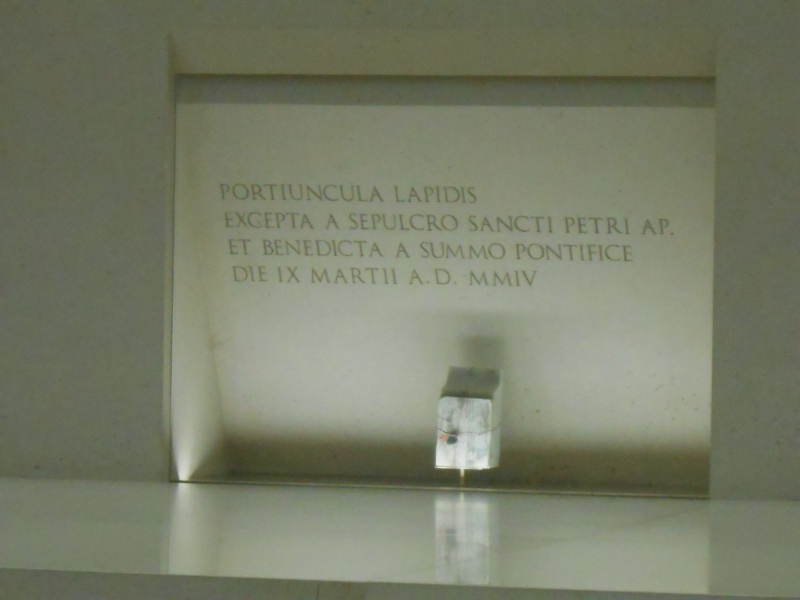 PORTIUNCULA LAPIDIS
EXCEPTA A SEPULCRO SANCTI PETRI AP.
ET BENEDICTA A SUMMO PONTIFICE
DIE IX MARTII A.D. MMIV